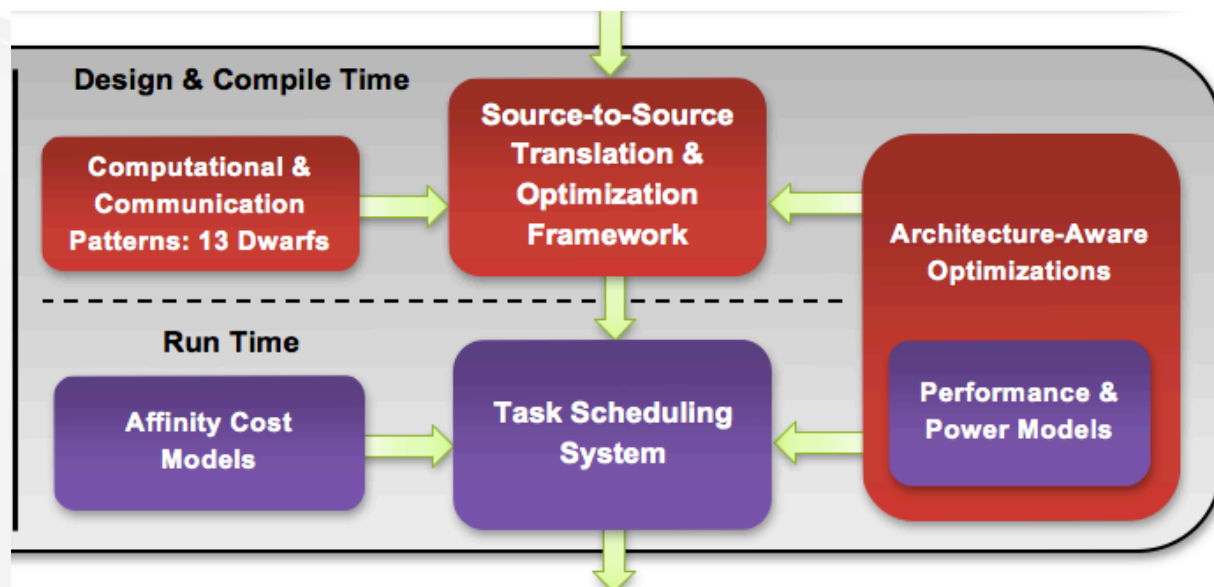 Design & Compile Time
Source-to-Source
Translation &
Optimization
Framework
Computational &
Communication
Patterns: 13 Dwarfs
Architecture-Aware
Optimizations
Run Time
Affinity Cost
Models
Task Scheduling
System
Performance &
Power Models